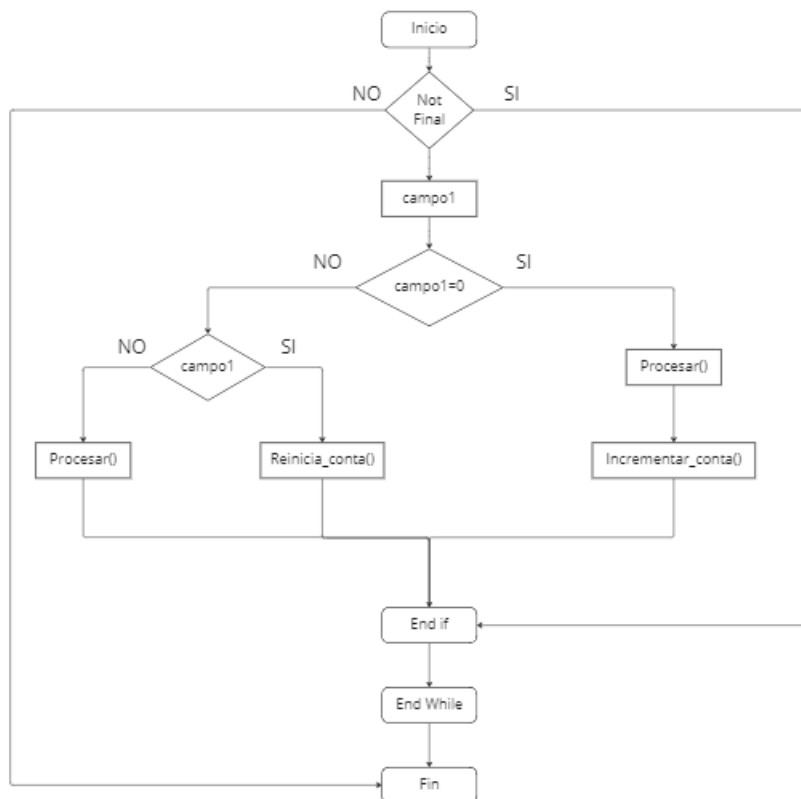 Inicio
NO
SI
Not
Final
campo1
NO
SI
campo1=0
NO
SI
campo1
Procesar()
Procesar()
Reinicia_conta()
Incrementar_conta()
End if
End While
Fin